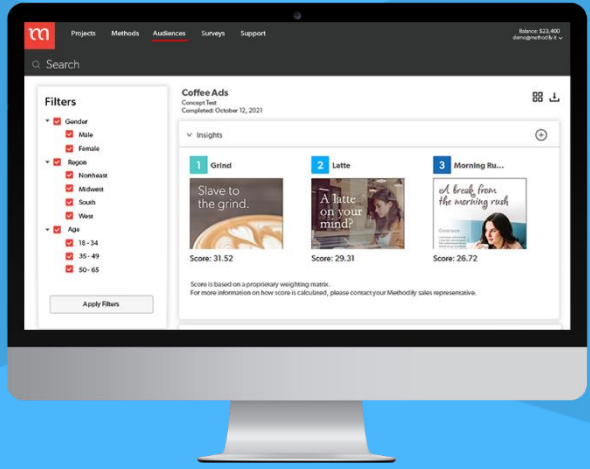 m
Projects Methods Audiences Surveys Support
Balance: $23,400
demo@methodify.it
Search
Filters
Gender
Male
Female
Region
Northeast
Midwest
South
West
Age
18 - 34
35 - 49
50 - 65
Apply Filters
Coffee Ads
Concept Test
Completed: October 12, 2021
Insights
1 Grind
Slave to
the grind.
Score: 31.52
2 Latte
A latte
on your
mind?
Score: 29.31
3 Morning Ru...
A break from
the morning rush
Score: 26.72
Score is based on a proprietary weighting matrix.
For more information on how score is calculated, please contact your Methodify sales representative.